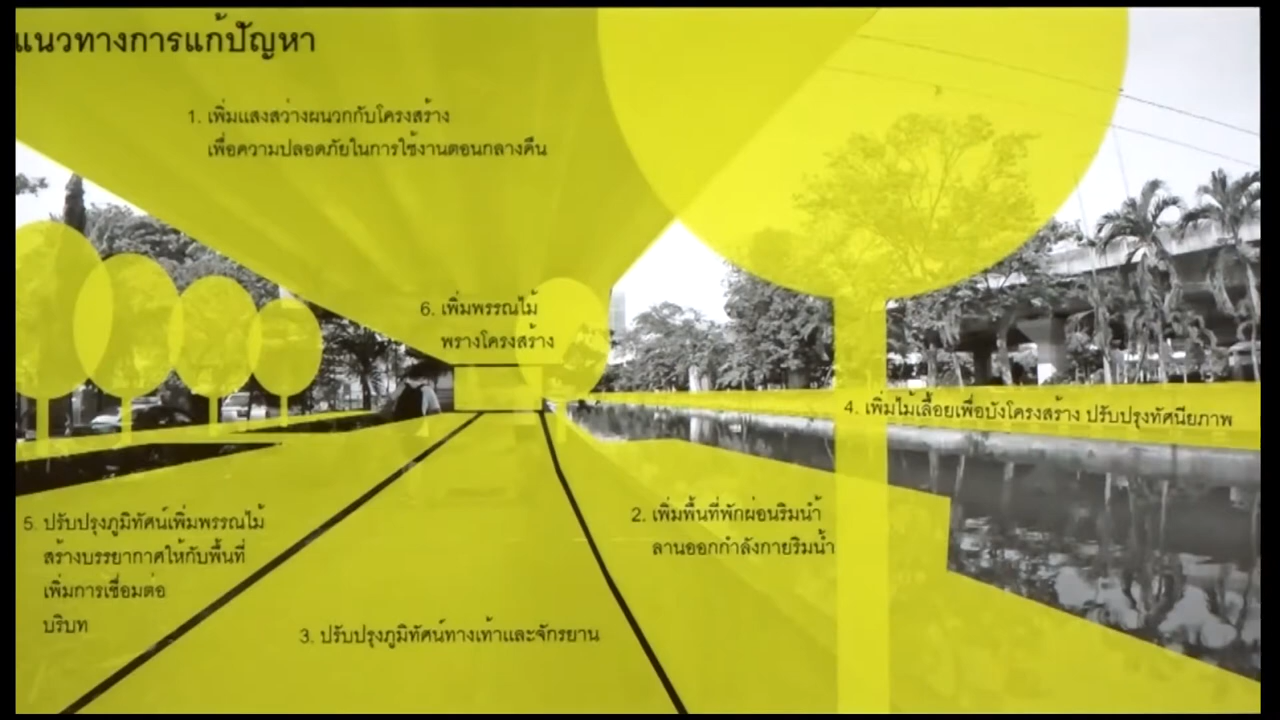 แนวทางการแก้ปัญหา
1. เพิ่มแสงสว่างผนวกกับโครงสร้าง
เพื่อความปลอดภัยในการใช้งานตอนกลางคืน
6. เพิ่มพรรณไม้
พรางโครงสร้าง
4. เพิ่มไม้เลื้อยเพื่อบังโครงสร้าง ปรับปรุงทัศนียภาพ
5. ปรับปรุงภูมิทัศน์เพิ่มพรรณไม้
สร้างบรรยากาศให้กับพื้นที่
เพิ่มการเชื่อมต่อ
บริบท
2. เพิ่มพื้นที่พักผ่อนริมน้ำ
ลานออกกำลังกายริมน้ำ
3. ปรับปรุงภูมิทัศน์ทางเท้าและจักรยาน